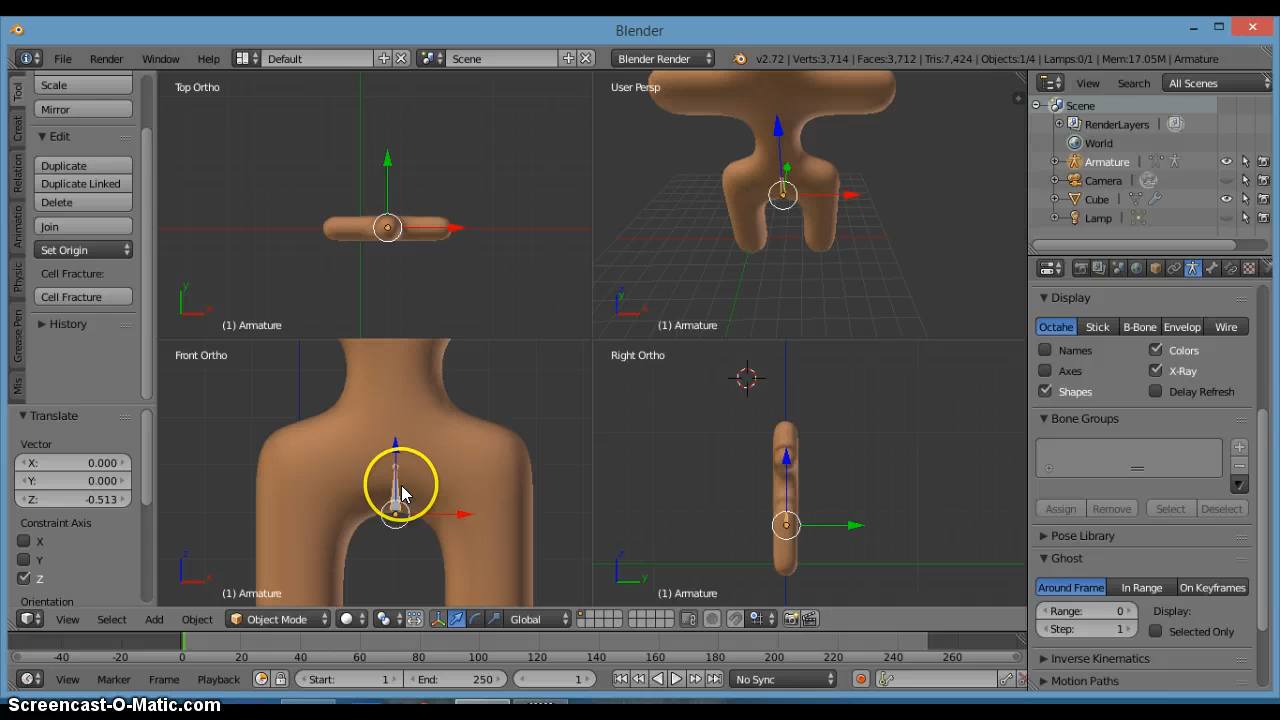 Blender
File Render Window Help Default Scene Blender Render v2.72 | Verts:3,714 | Faces:3,712 | Tris:7,424 | Objects:1/4 | Lamps:0/1 | Mem:17.05M | Armature
Tool
Creat
Relation
Animatio
Physic
Grease Pen
Mis
Scale
Mirror
Edit
Duplicate
Duplicate Linked
Delete
Join
Set Origin
Cell Fracture:
Cell Fracture
History
Translate
Vector
X: 0.000
Y: 0.000
Z: -0.513
Constraint Axis
X
Y
Z
Orientation
Top Ortho
y
x
(1) Armature
User Persp
z
y
x
(1) Armature
Front Ortho
z
x
(1) Armature
Right Ortho
z
y
(1) Armature
View Search All Scenes
Scene
RenderLayers |
World
Armature
Camera
Cube
Lamp
Display
Octahe Stick B-Bone Envelop Wire
Names Colors
Axes X-Ray
Shapes Delay Refresh
Bone Groups
Assign Remove Select Deselect
Pose Library
Ghost
Around Frame In Range On Keyframes
Range: 0 Display:
Step: 1 Selected Only
Inverse Kinematics
Motion Paths
View Select Add Object Object Mode Global
-40 -20 0 20 40 60 80 100 120 140 160 180 200 220 240 260
View Marker Frame Playback Start: 1 End: 250 1 No Sync
Screencast-O-Matic.com